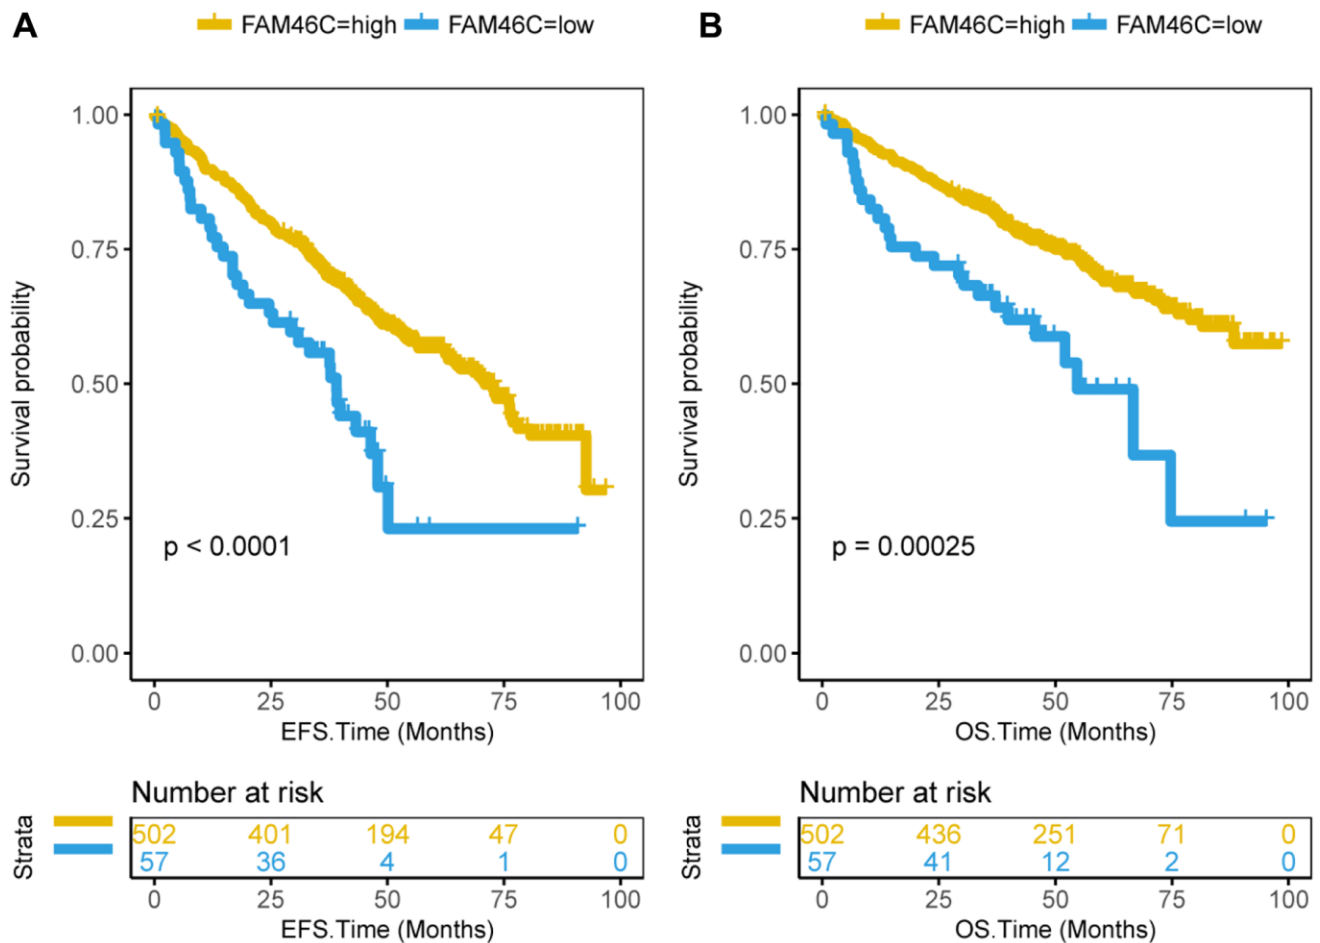 A
FAM46C=high FAM46C=low
1.00
0.75
0.50
0.25
0.00
Survival probability
p < 0.0001
0 25 50 75 100
EFS.Time (Months)
Number at risk
Strata
502 401 194 47 0
57 36 4 1 0
0 25 50 75 100
EFS.Time (Months)
B
FAM46C=high FAM46C=low
1.00
0.75
0.50
0.25
0.00
Survival probability
p = 0.00025
0 25 50 75 100
OS.Time (Months)
Number at risk
Strata
502 436 251 71 0
57 41 12 2 0
0 25 50 75 100
OS.Time (Months)